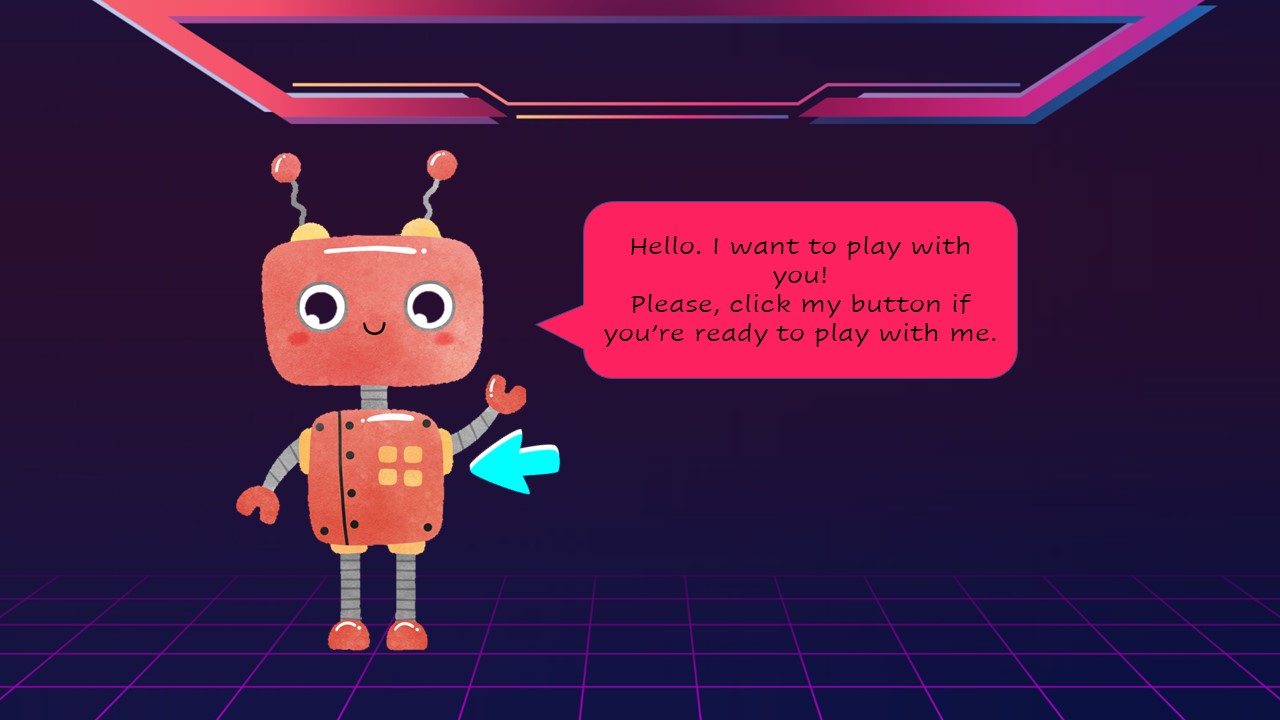 Hello. I want to play with
you!
Please, click my button if
you’re ready to play with me.